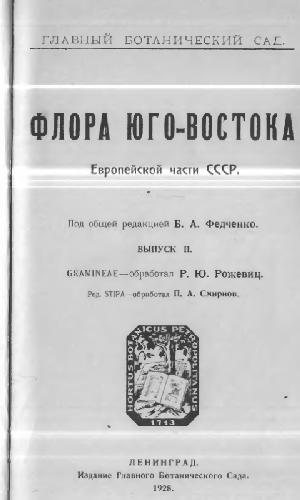 ГЛАВНЫЙ БОТАНИЧЕСКИЙ САД.
ФЛОРА ЮГО-ВОСТОКА
Европейской части СССР.
Под общей редакцией Б. А. Федченко.
ВЫПУСК II.
GRAMINEAE—обработал Р. Ю. Рожевиц.
Род STIPA—обработал П. А. Смирнов.
HORTUS BOTANICUS PETROPOLITANUS
1713
ЛЕНИНГРАД.
Издание Главного Ботанического Сада.
1928.